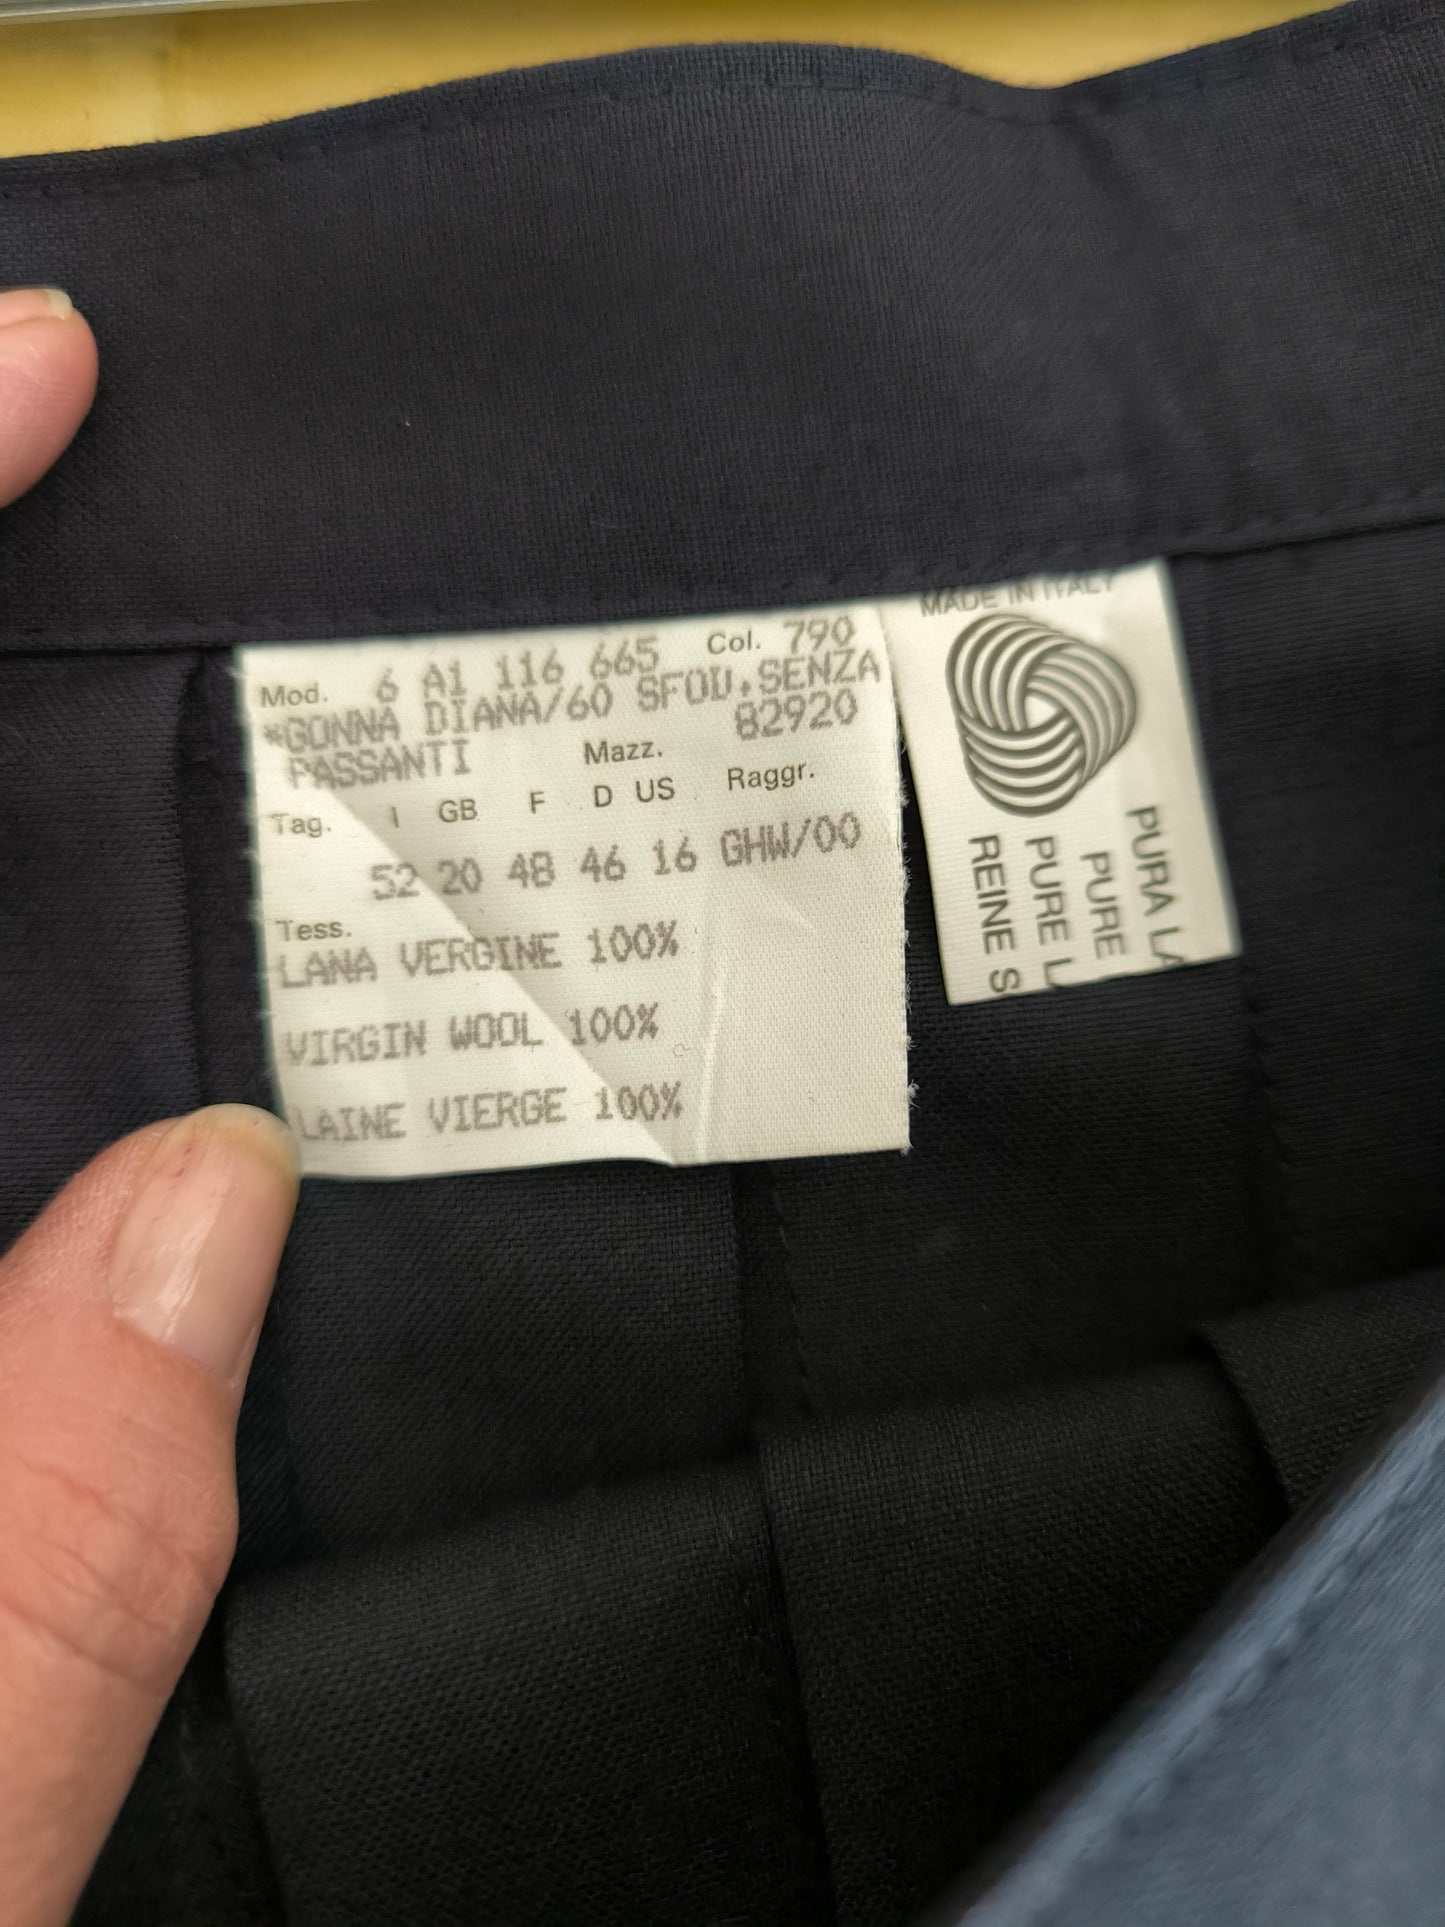 Mod. 6 A1 116 665 Col. 790
*GONNA DIANA/60 SFOD.SENZA
PASSANTI Mazz. 82920
Tag. I GB F D US Raggr.
52 20 48 46 16 GHW/00
Tess.
LANA VERGINE 100%
VIRGIN WOOL 100%
LAINE VIERGE 100%
MADE IN ITALY
PURA LA
PURE
PURE L
REINE S